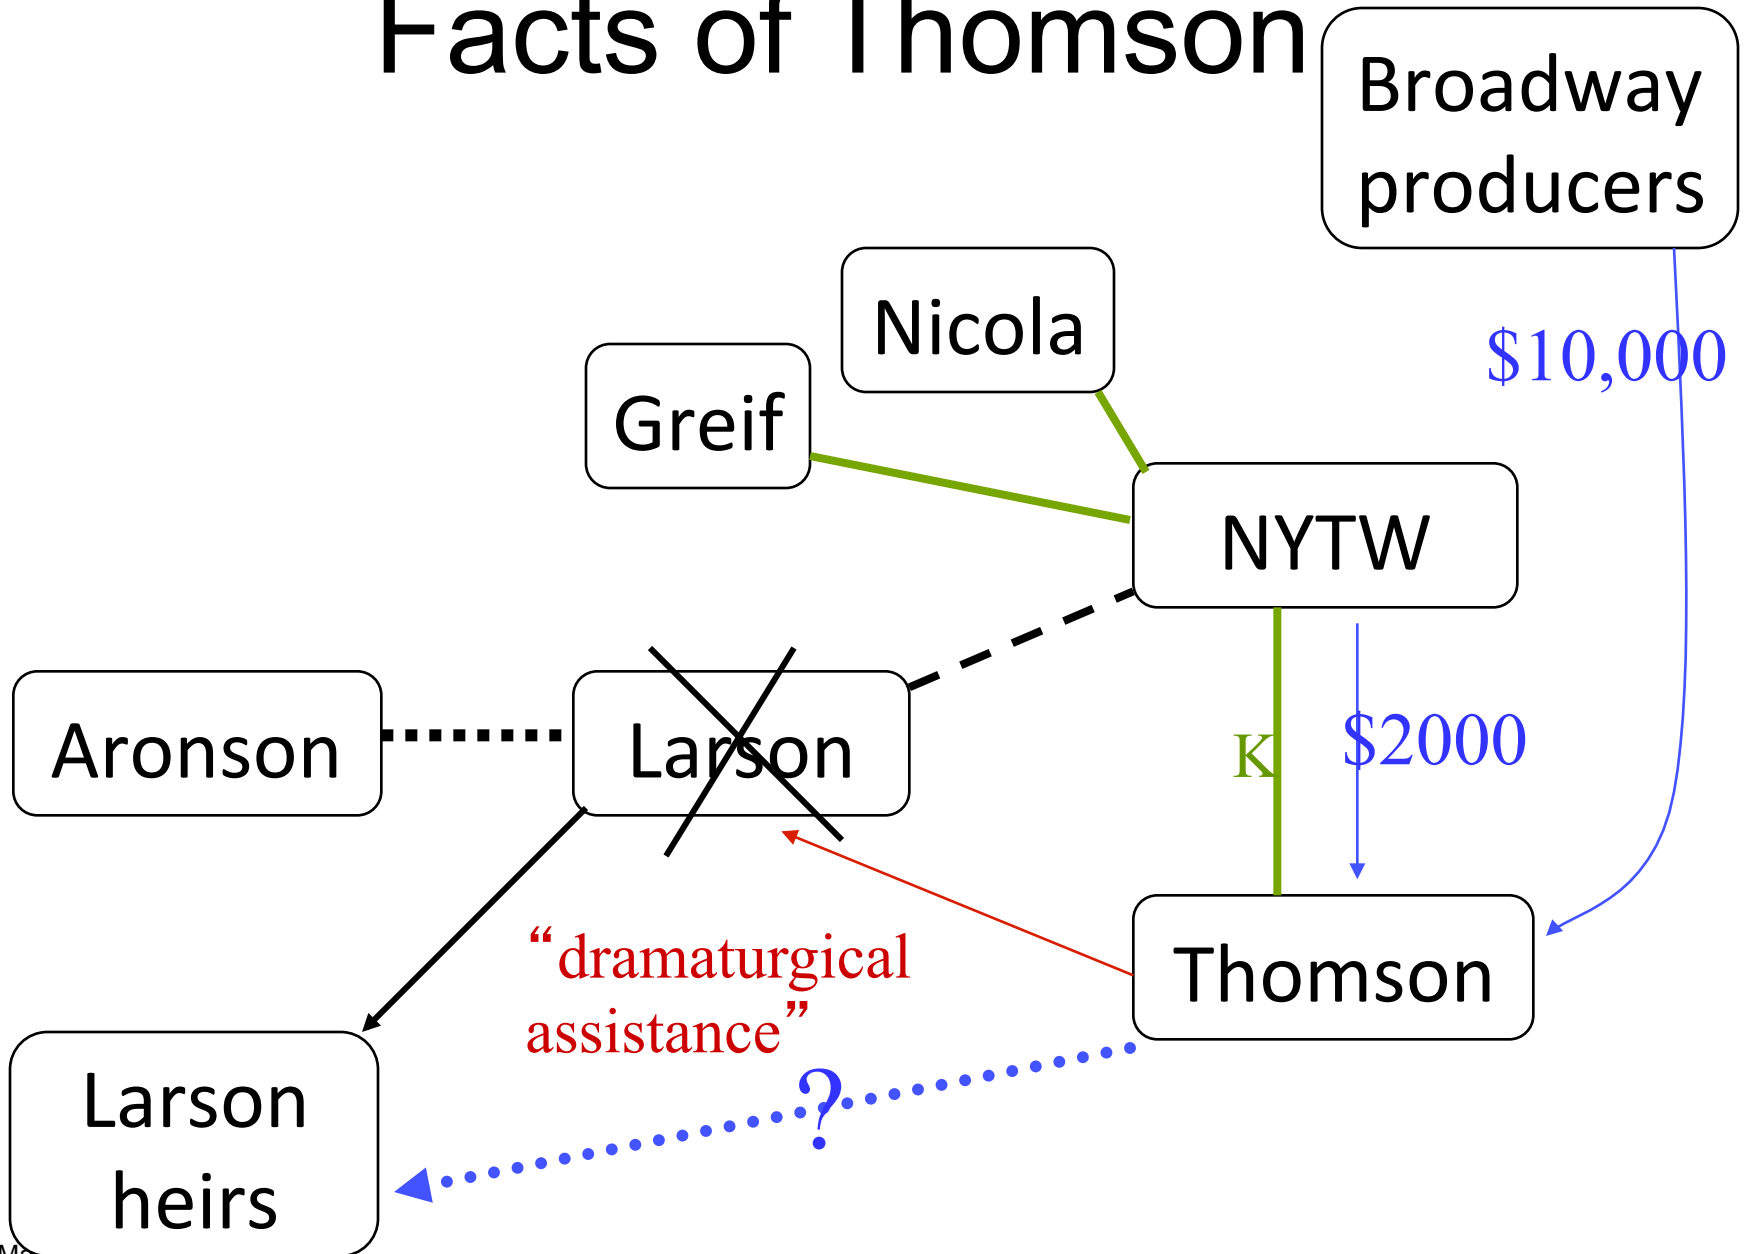 Facts of Thomson
Broadway
producers
Nicola
$10,000
Greif
NYTW
Aronson
Larson
K
$2000
“dramaturgical
assistance”
Thomson
?
Larson
heirs